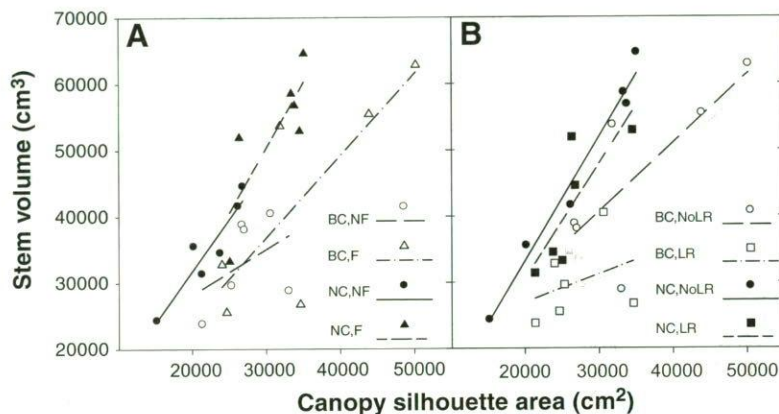 A
B
Stem volume (cm3)
70000
60000
50000
40000
30000
20000
BC,NF
BC,F
NC,NF
NC,F
BC,NoLR
BC,LR
NC,NoLR
NC,LR
20000 30000 40000 50000
20000 30000 40000 50000
Canopy silhouette area (cm2)